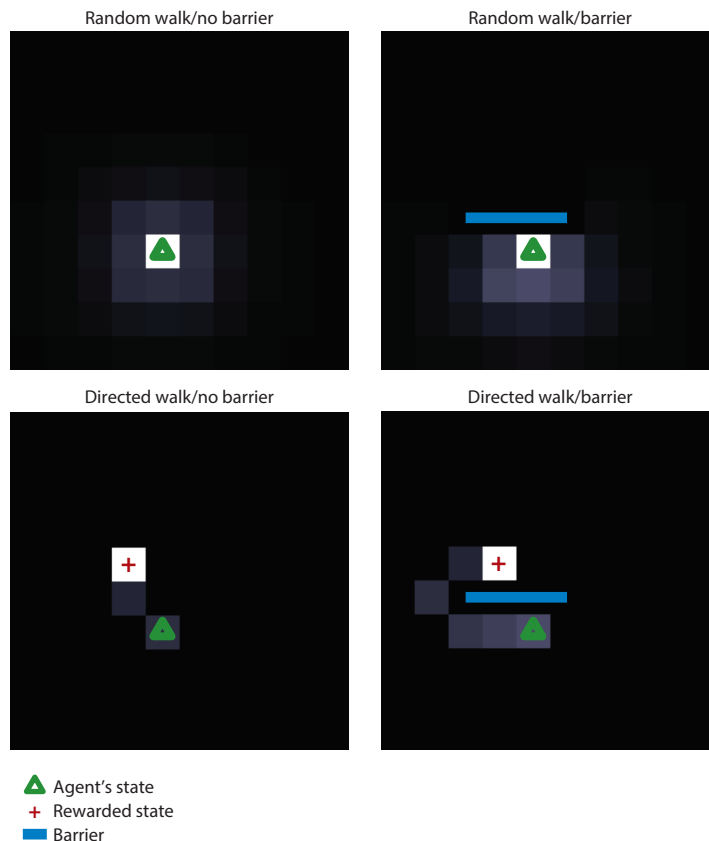 Random walk/no barrier
Random walk/barrier
Directed walk/no barrier
Directed walk/barrier
Agent's state
Rewarded state
Barrier